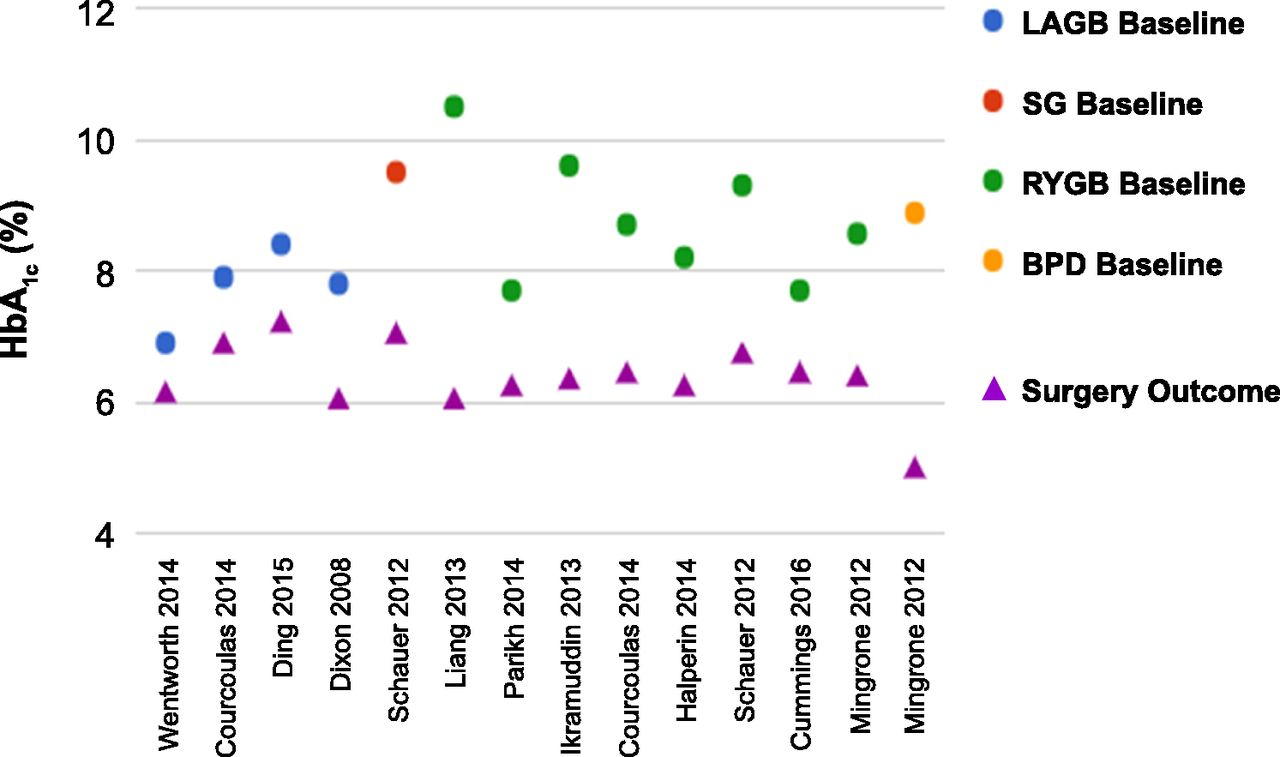 12
10
8
6
4
HbA1c (%)
Wentworth 2014
Courcoulas 2014
Ding 2015
Dixon 2008
Schauer 2012
Liang 2013
Parikh 2014
Ikramuddin 2013
Courcoulas 2014
Halperin 2014
Schauer 2012
Cummings 2016
Mingrone 2012
Mingrone 2012
LAGB Baseline
SG Baseline
RYGB Baseline
BPD Baseline
Surgery Outcome